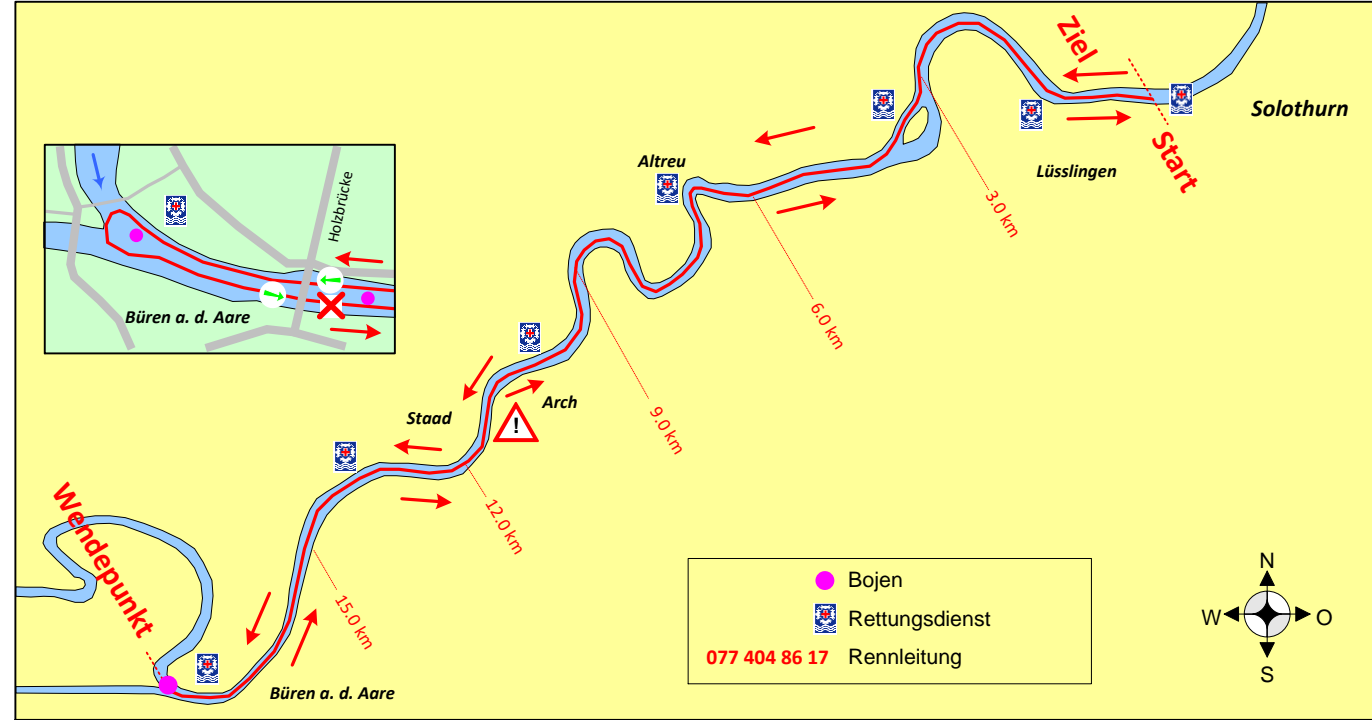 Ziel
Start
Solothurn
Lüsslingen
3.0 km
Altreu
6.0 km
Holzbrücke
Büren a. d. Aare
9.0 km
Arch
!
Staad
12.0 km
15.0 km
Wendepunkt
Büren a. d. Aare
Bojen
Rettungsdienst
077 404 86 17 Rennleitung
N
W O
S